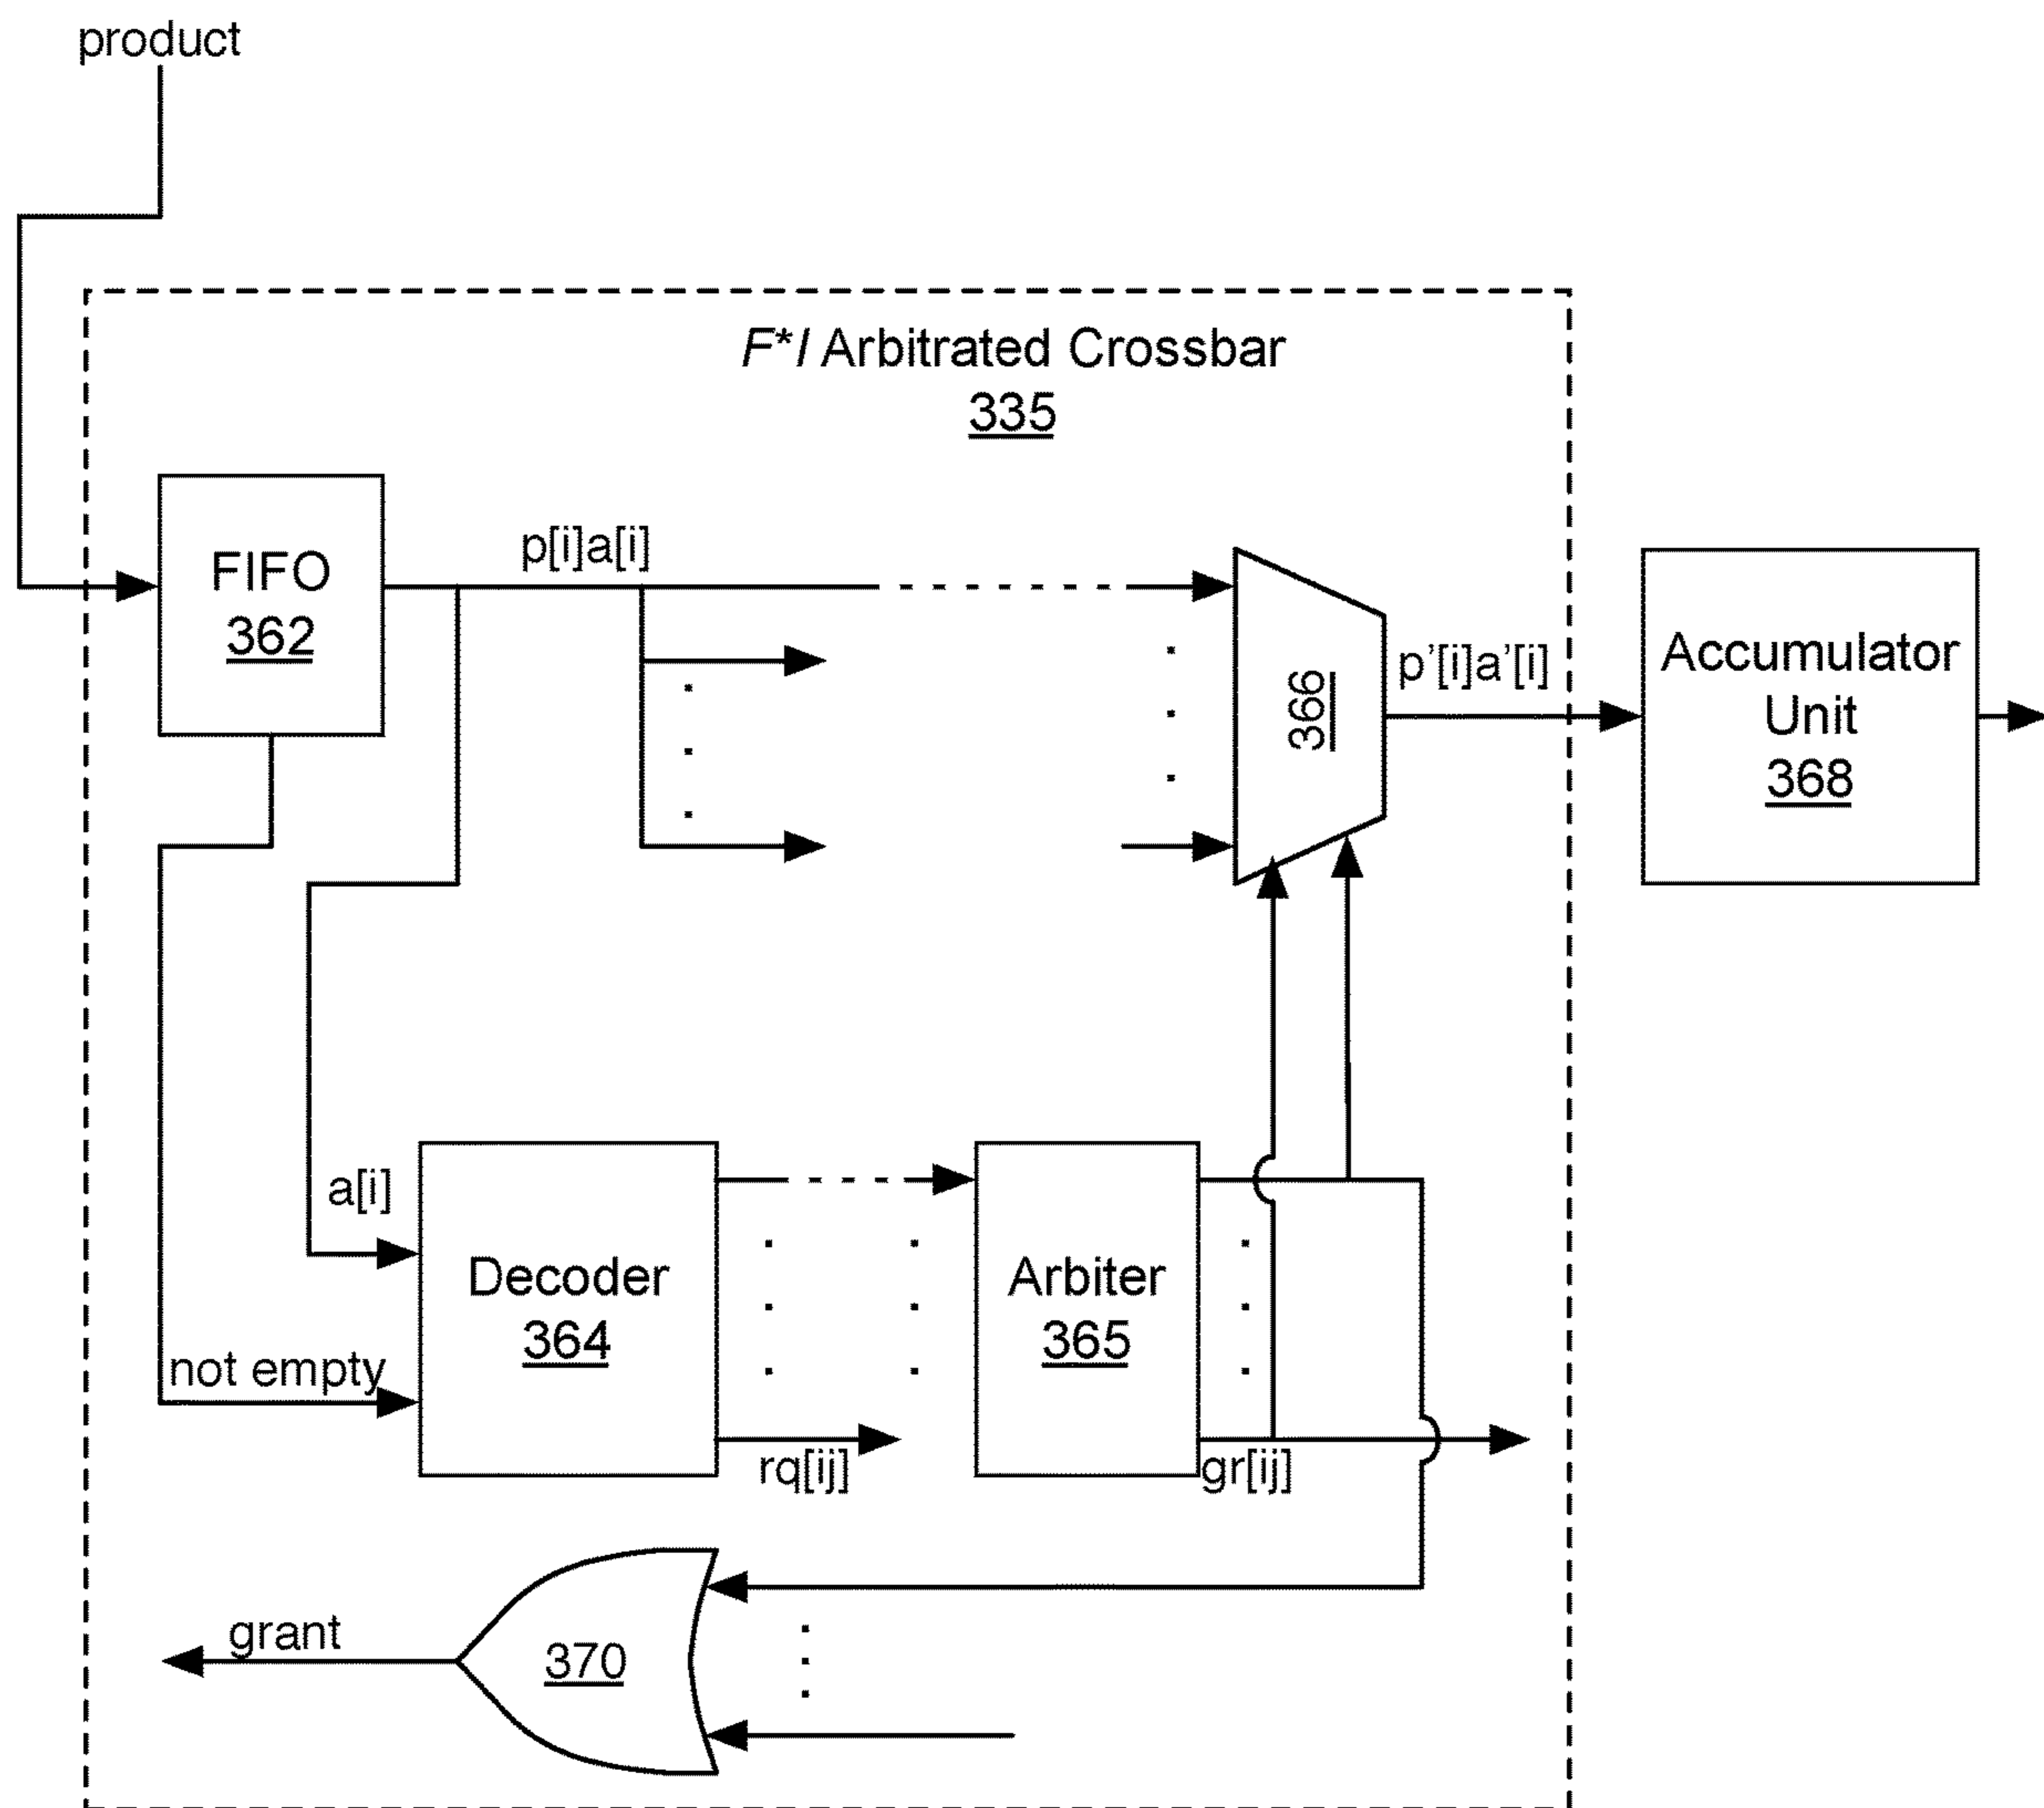 product
F*I Arbitrated Crossbar
335
FIFO
362
p[i]a[i]
366
p'[i]a'[i]
Accumulator
Unit
368
a[i]
Decoder
364
Arbiter
365
not empty
rq[ij]
gr[ij]
grant
370